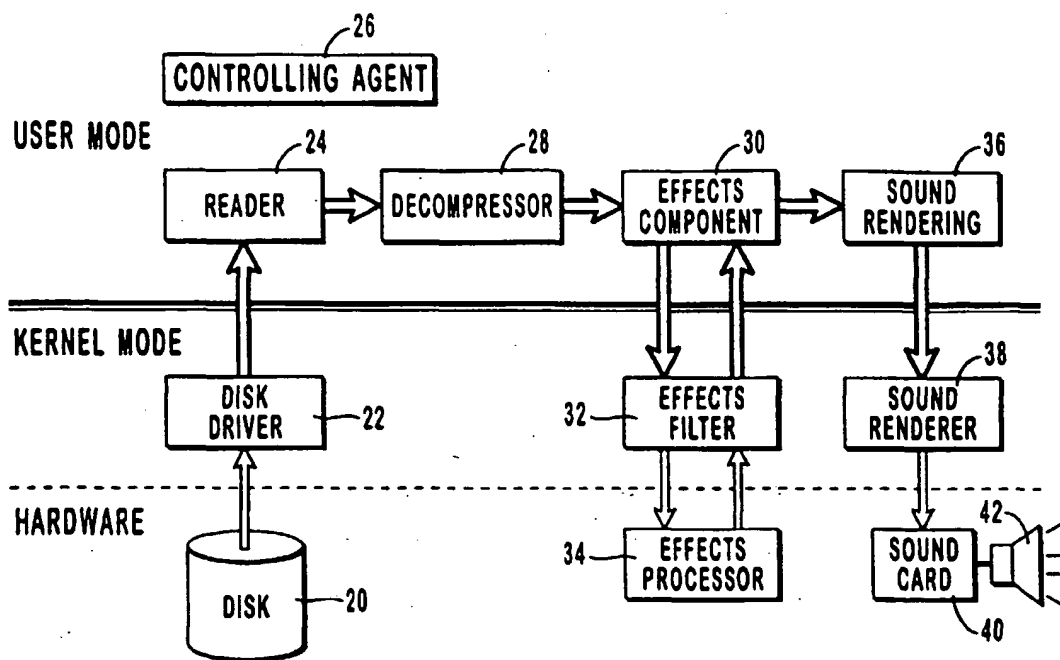 26
CONTROLLING AGENT
USER MODE
24
28
30
36
READER
DECOMPRESSOR
EFFECTS
COMPONENT
SOUND
RENDERING
KERNEL MODE
DISK
DRIVER
22
32
EFFECTS
FILTER
38
SOUND
RENDERER
HARDWARE
DISK
20
34
EFFECTS
PROCESSOR
SOUND
CARD
42
40